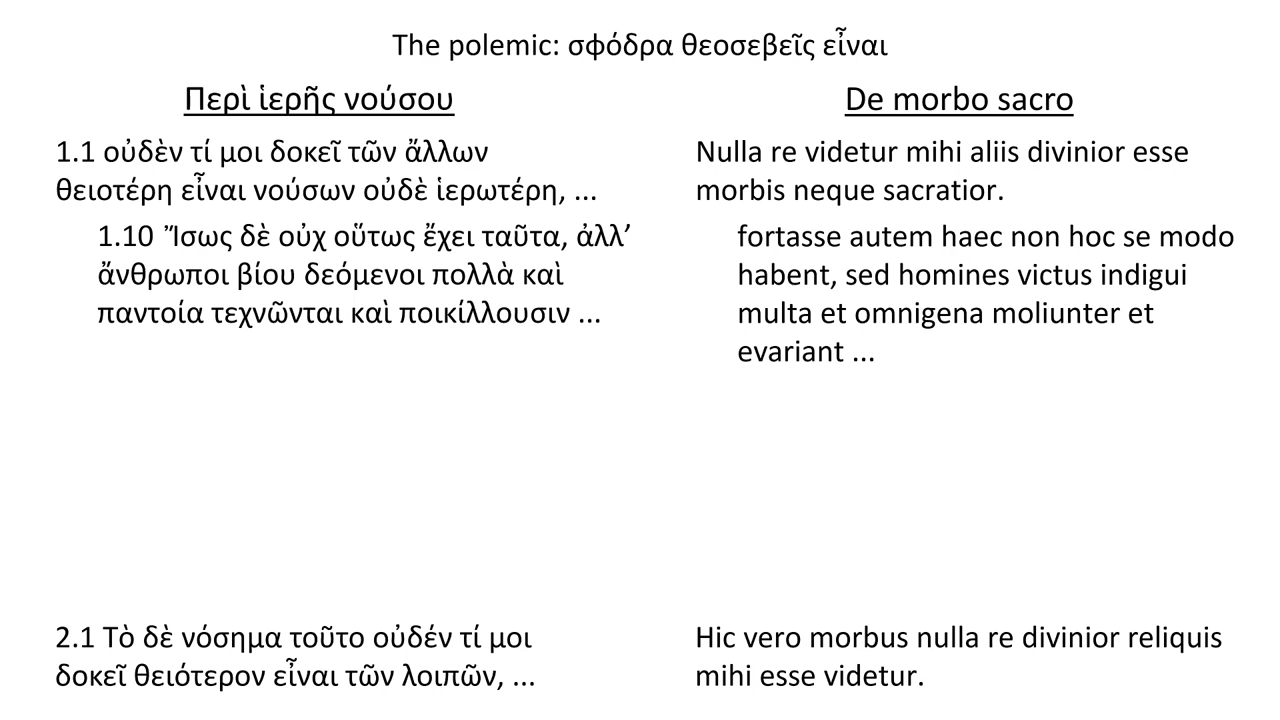 The polemic: σφόδρα θεοσεβεῖς εἶναι
Περὶ ἱερῆς νούσου
1.1 οὐδὲν τί μοι δοκεῖ τῶν ἄλλων
θειοτέρη εἶναι νούσων οὐδὲ ἱερωτέρη, ...
1.10 Ἴσως δὲ οὐχ οὕτως ἔχει ταῦτα, ἀλλ’
ἄνθρωποι βίου δεόμενοι πολλὰ καὶ
παντοία τεχνῶνται καὶ ποικίλλουσιν ...
2.1 Τὸ δὲ νόσημα τοῦτο οὐδέν τί μοι
δοκεῖ θειότερον εἶναι τῶν λοιπῶν, ...
De morbo sacro
Nulla re videtur mihi aliis divinior esse
morbis neque sacratior.
fortasse autem haec non hoc se modo
habent, sed homines victus indigui
multa et omnigena moliunter et
evariant ...
Hic vero morbus nulla re divinior reliquis
mihi esse videtur.